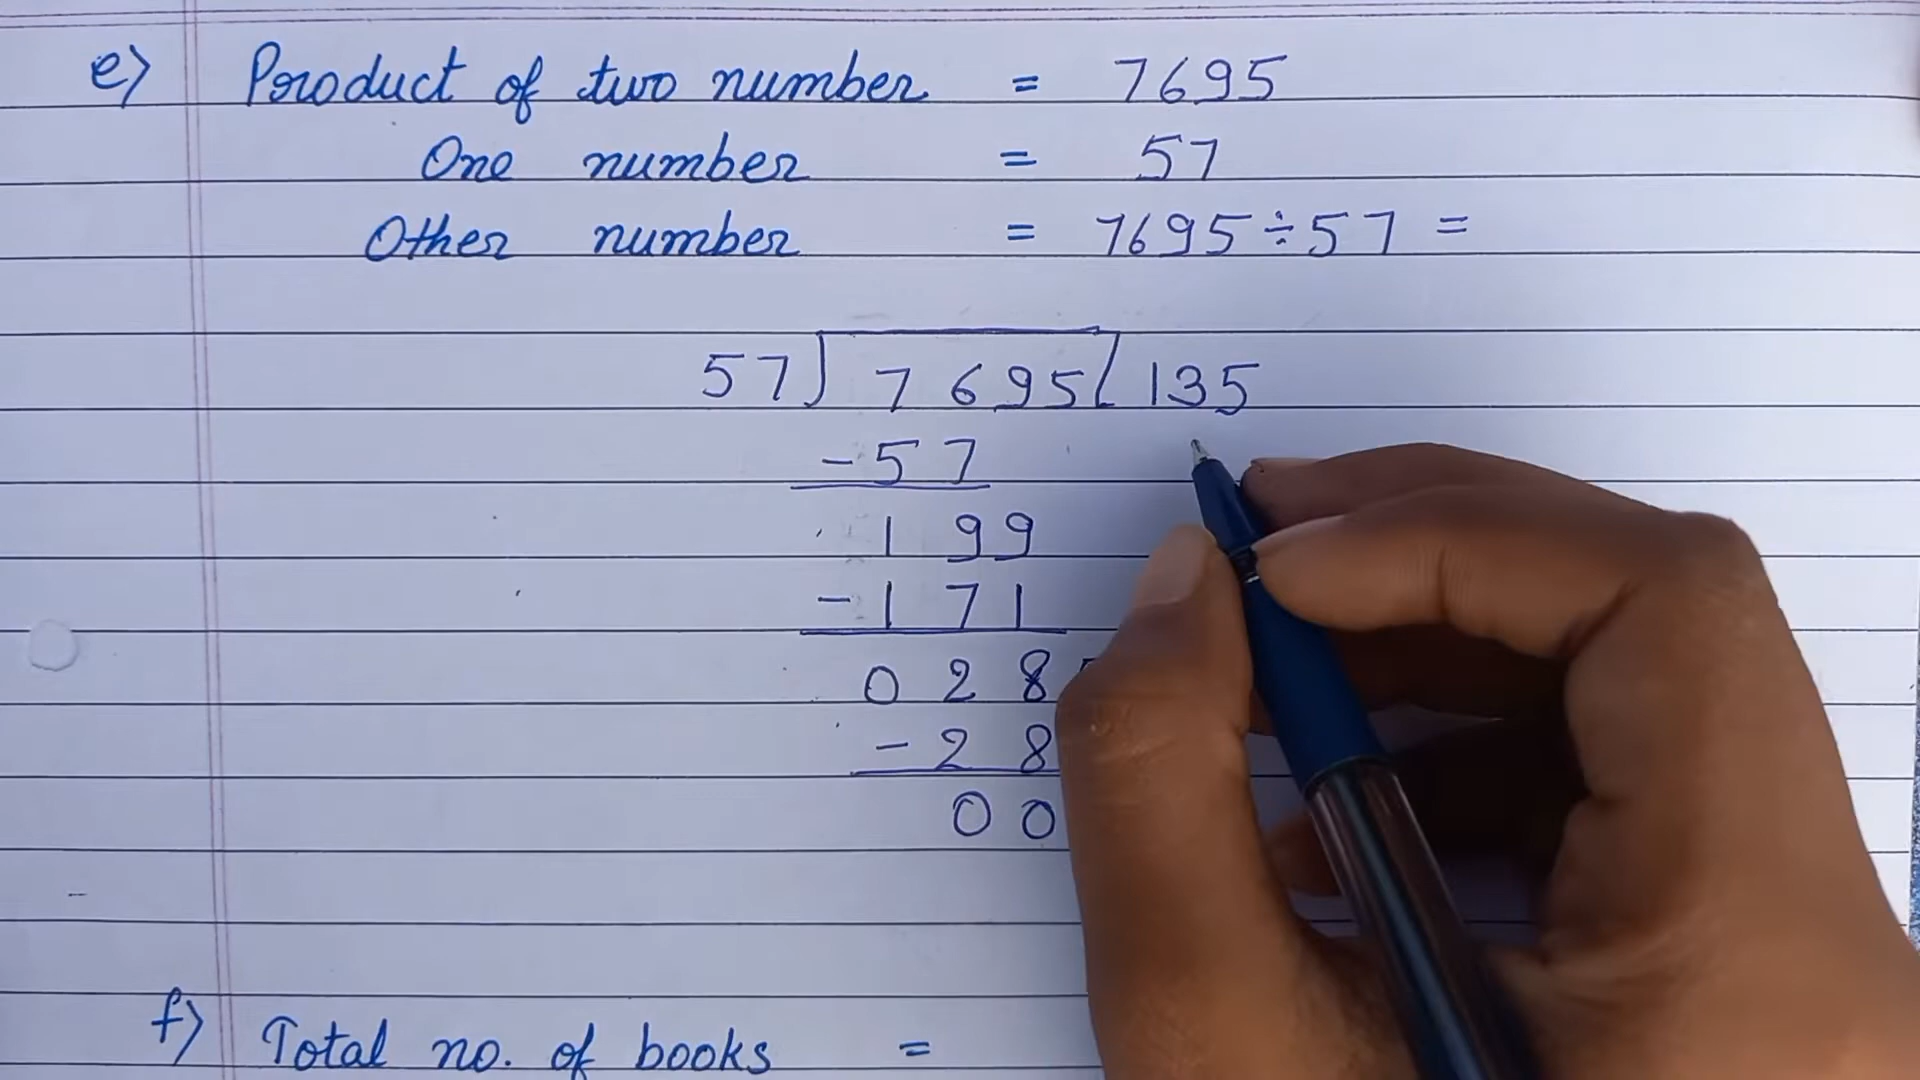 e) Product of two number = 7695
One number = 57
Other number = 7695÷57 =
57) 7695 ( 135
-57
199
-171
028
-28
00
f) Total no. of books =